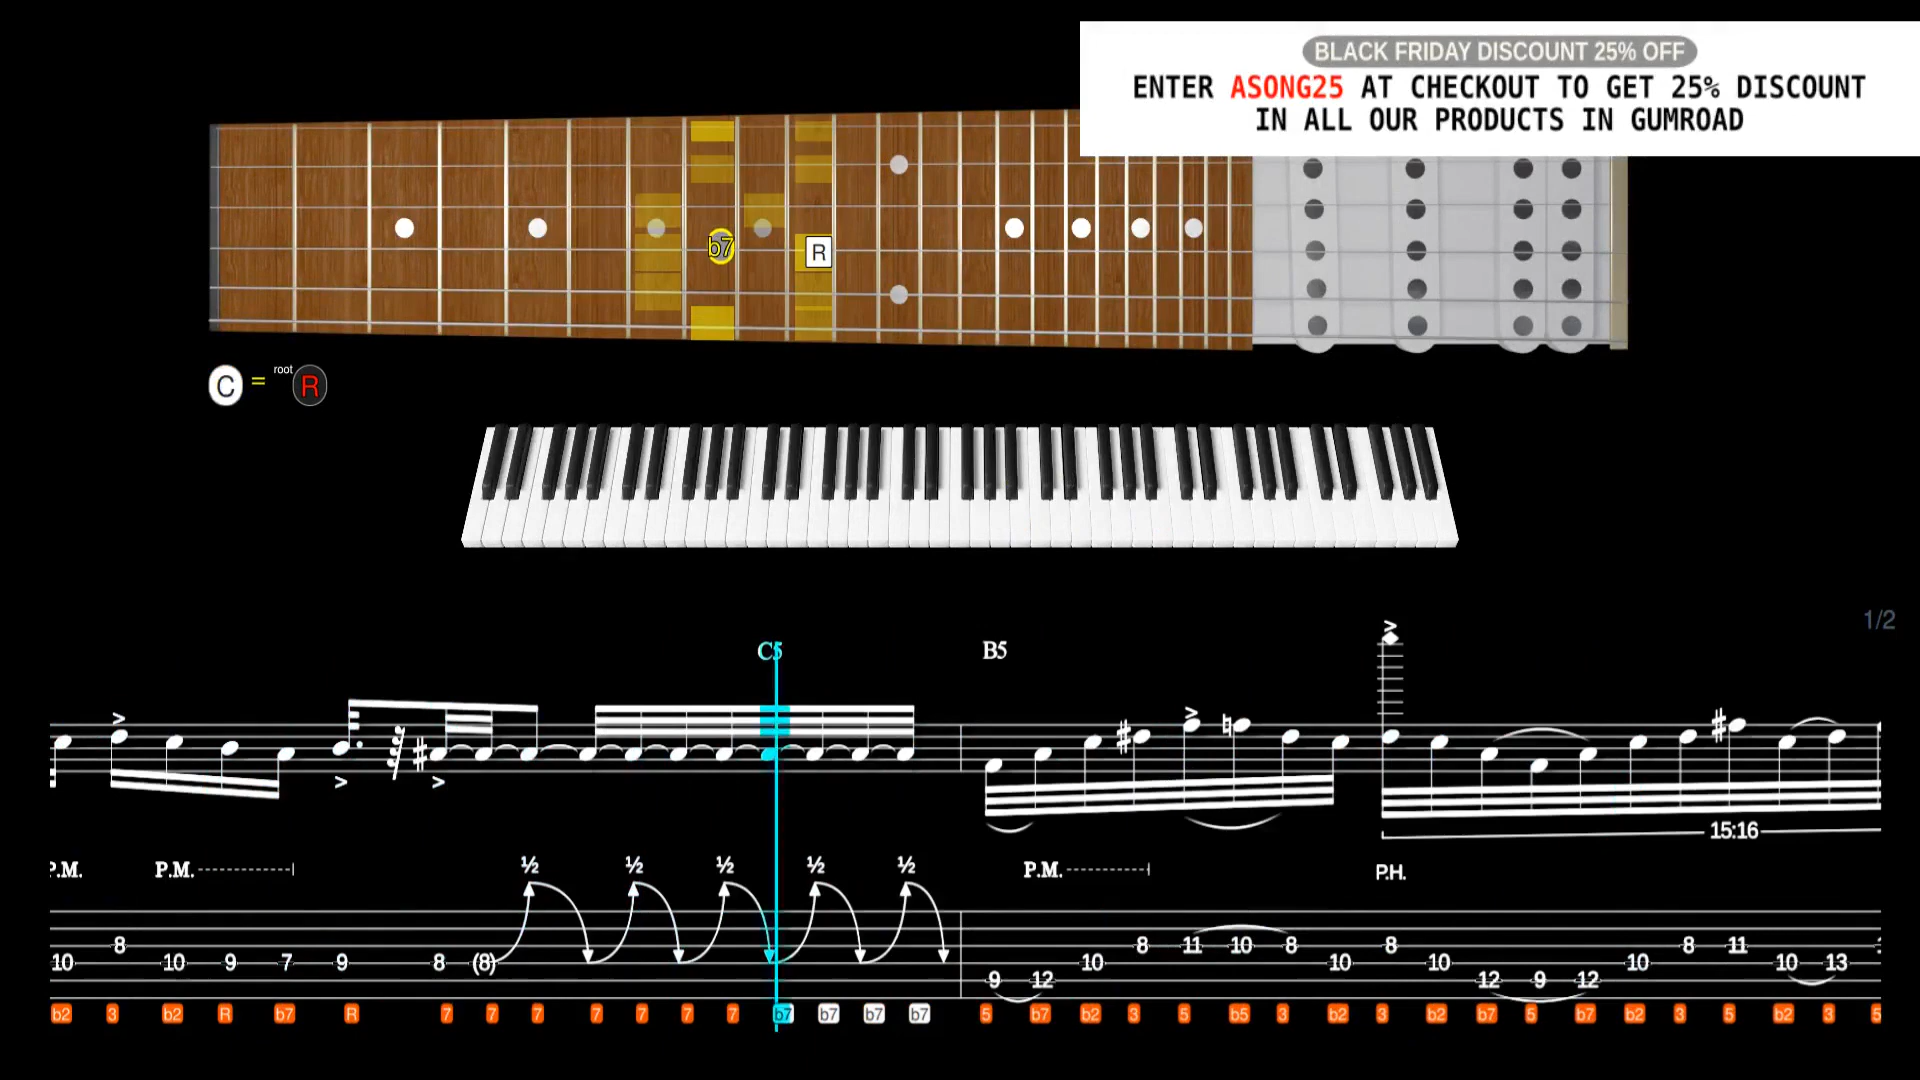 BLACK FRIDAY DISCOUNT 25% OFF
ENTER ASONG25 AT CHECKOUT TO GET 25% DISCOUNT
IN ALL OUR PRODUCTS IN GUMROAD
b7 R
C = root R
1/2
C5 B5
15:16
P.M. P.M. ½ ½ ½ ½ ½ P.M. P.H.
8 8 11 10 8 8 8 11
10 10 9 7 9 8 (8) 10 10 10 10 10 13
9 12 12 9 12
b2 3 b2 R b7 R 7 7 7 7 7 7 7 b7 b7 b7 b7 5 b7 b2 3 5 b5 3 b2 3 b2 b7 5 b7 b2 3 5 b2 3 5